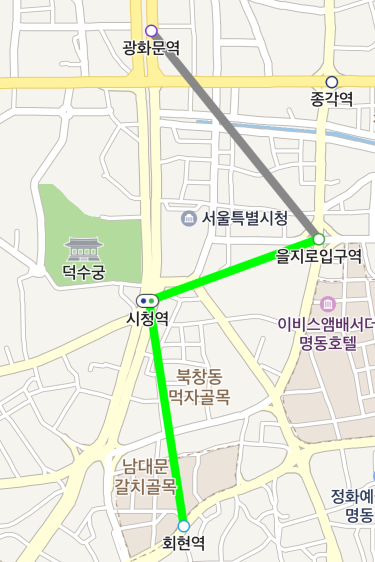 광화문역
종각역
서울특별시청
을지로입구역
덕수궁
시청역
이비스앰배서더
명동호텔
북창동
먹자골목
남대문
갈치골목
정화예
명동
회현역